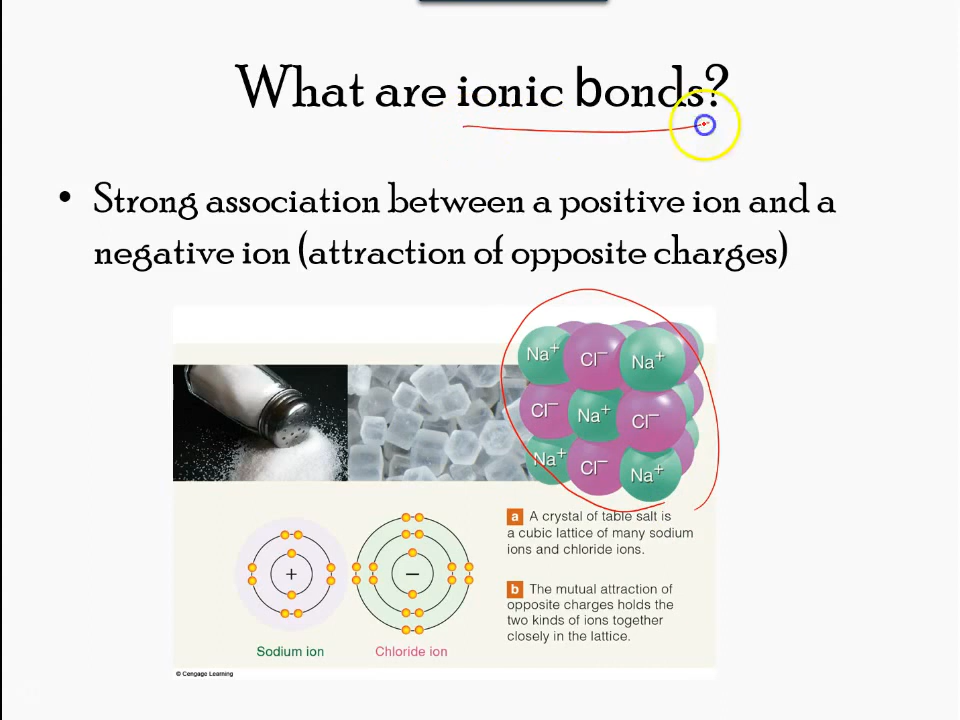 What are ionic bonds?
• Strong association between a positive ion and a
negative ion (attraction of opposite charges)
Na+ Cl− Na+
Cl− Na+ Cl−
Na+ Cl− Na+
a A crystal of table salt is
a cubic lattice of many sodium
ions and chloride ions.
+ −
b The mutual attraction of
opposite charges holds the
two kinds of ions together
closely in the lattice.
Sodium ion Chloride ion
© Cengage Learning